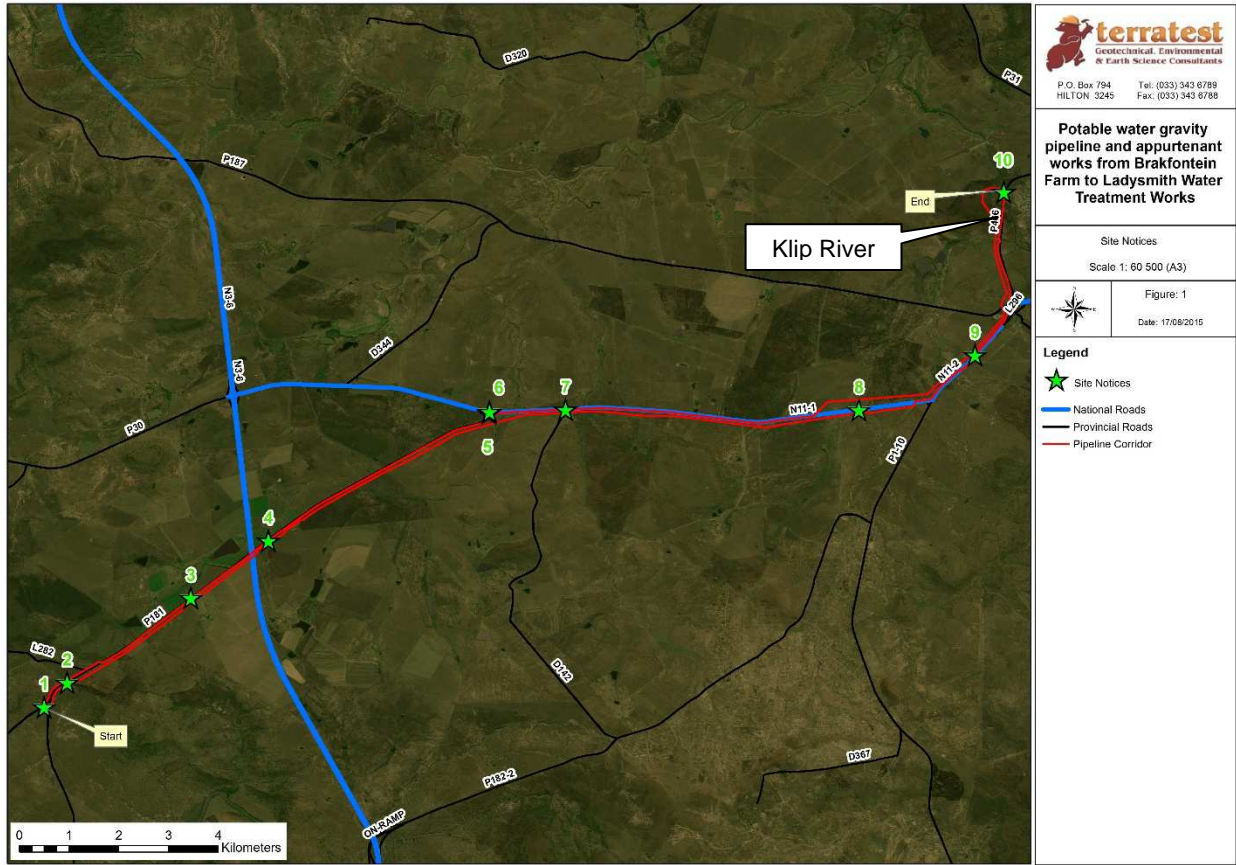 D320
P31
P187
10
End
P416
Klip River
N3-6
L296
D344
9
N3-6
N11-2
6
7
8
N11-1
P30
5
P1-10
4
3
P181
L282
2
D142
1
Start
D367
P182-2
ON-RAMP
0 1 2 3 4
Kilometers
terratest
Geotechnical, Environmental
& Earth Science Consultants
P.O. Box 794 Tel: (033) 343 6789
HILTON 3245 Fax: (033) 343 6788
Potable water gravity
pipeline and appurtenant
works from Brakfontein
Farm to Ladysmith Water
Treatment Works
Site Notices
Scale 1: 60 500 (A3)
Figure: 1
Date: 17/08/2015
Legend
Site Notices
National Roads
Provincial Roads
Pipeline Corridor